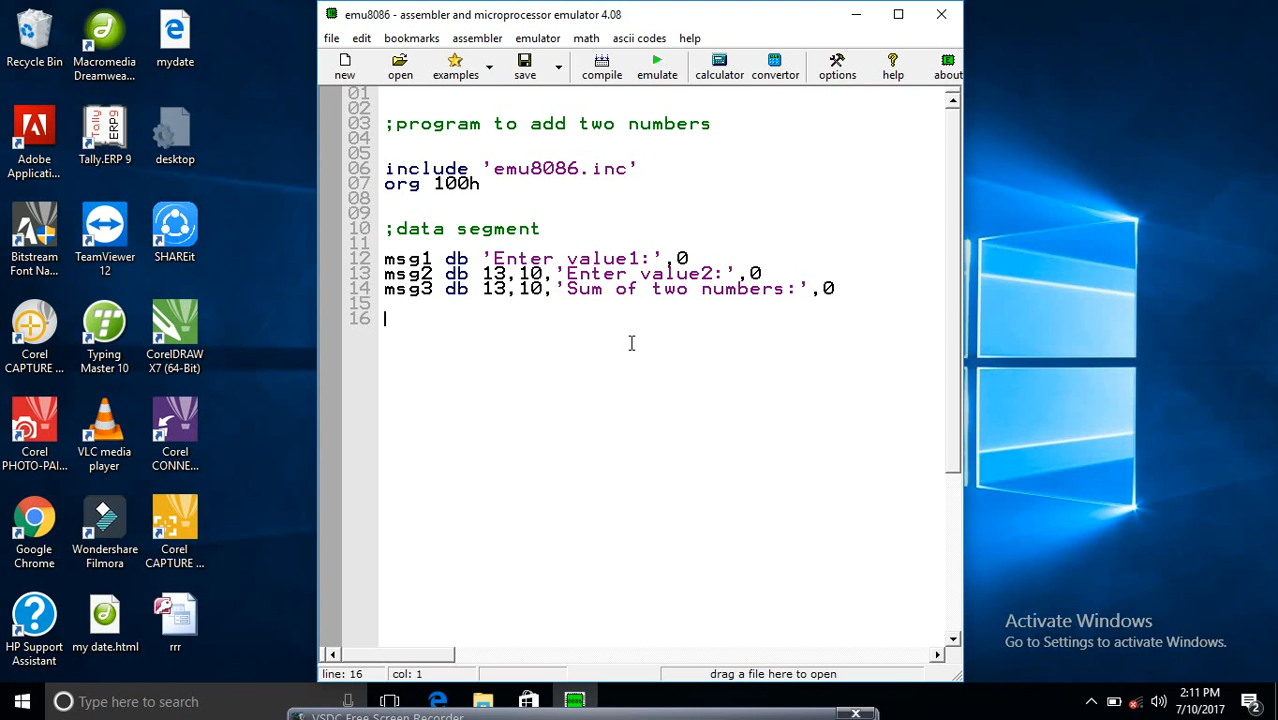 emu8086 - assembler and microprocessor emulator 4.08
file edit bookmarks assembler emulator math ascii codes help
new open examples save compile emulate calculator convertor options help about
01
02
03 ;program to add two numbers
04
05
06 include 'emu8086.inc'
07 org 100h
08
09
10 ;data segment
11
12 msg1 db 'Enter value1:',0
13 msg2 db 13,10,'Enter value2:',0
14 msg3 db 13,10,'Sum of two numbers:',0
15
16
line: 16 col: 1 drag a file here to open
Recycle Bin
Macromedia Dreamwea...
mydate
Adobe Applicati...
Tally.ERP 9
desktop
Bitstream Font Na...
TeamViewer 12
SHAREit
Corel CAPTURE ...
Typing Master 10
CorelDRAW X7 (64-Bit)
Corel PHOTO-PAI...
VLC media player
Corel CONNE...
Google Chrome
Wondershare Filmora
Corel CAPTURE ...
HP Support Assistant
my date.html
rrr
Activate Windows
Go to Settings to activate Windows.
Type here to search
2:11 PM
7/10/2017
2
VSDC Free Screen Recorder